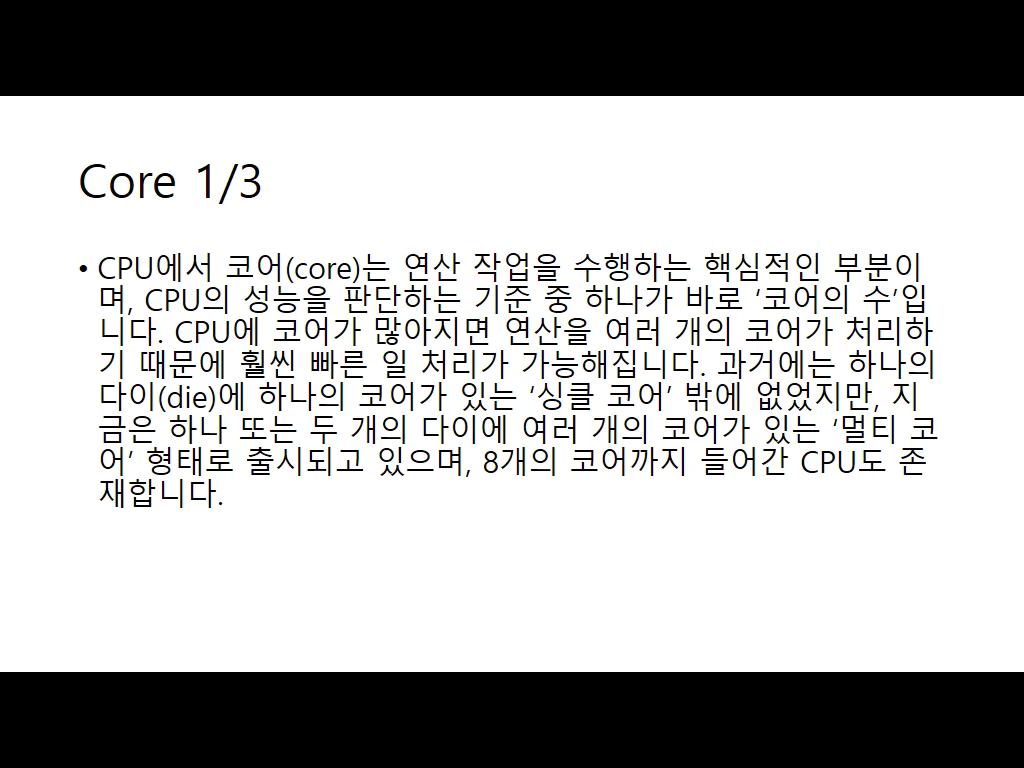 Core 1/3
• CPU에서 코어(core)는 연산 작업을 수행하는 핵심적인 부분이
며, CPU의 성능을 판단하는 기준 중 하나가 바로 ‘코어의 수’입
니다. CPU에 코어가 많아지면 연산을 여러 개의 코어가 처리하
기 때문에 훨씬 빠른 일 처리가 가능해집니다. 과거에는 하나의
다이(die)에 하나의 코어가 있는 ‘싱클 코어’ 밖에 없었지만, 지
금은 하나 또는 두 개의 다이에 여러 개의 코어가 있는 ‘멀티 코
어’ 형태로 출시되고 있으며, 8개의 코어까지 들어간 CPU도 존
재합니다.